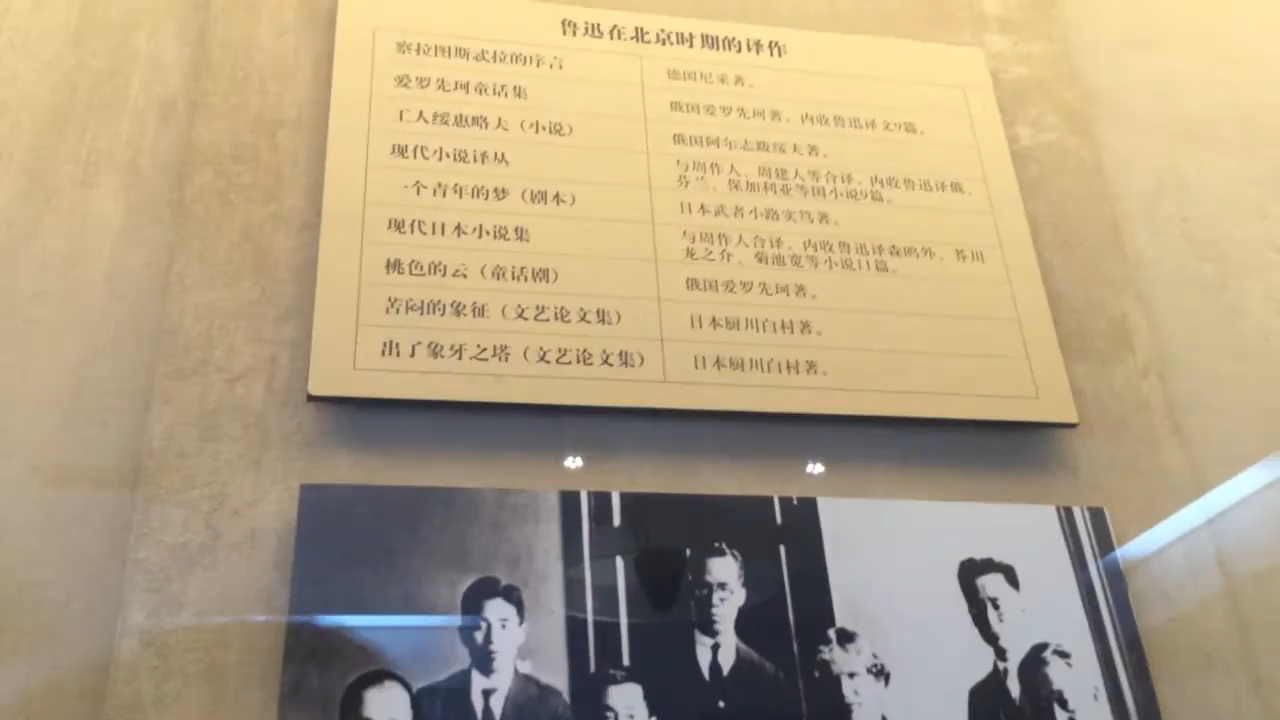 鲁迅在北京时期的译作
察拉图斯忒拉的序言
德国尼采著。
爱罗先珂童话集
俄国爱罗先珂著。内收鲁迅译文9篇。
工人绥惠略夫（小说）
俄国阿尔志跋绥夫著。
现代小说译丛
与周作人、周建人等合译。内收鲁迅译俄、
芬兰、保加利亚等国小说9篇。
一个青年的梦（剧本）
日本武者小路实笃著。
现代日本小说集
与周作人合译。内收鲁迅译森鸥外、芥川
龙之介、菊池宽等小说11篇。
桃色的云（童话剧）
俄国爱罗先珂著。
苦闷的象征（文艺论文集）
日本厨川白村著。
出了象牙之塔（文艺论文集）
日本厨川白村著。